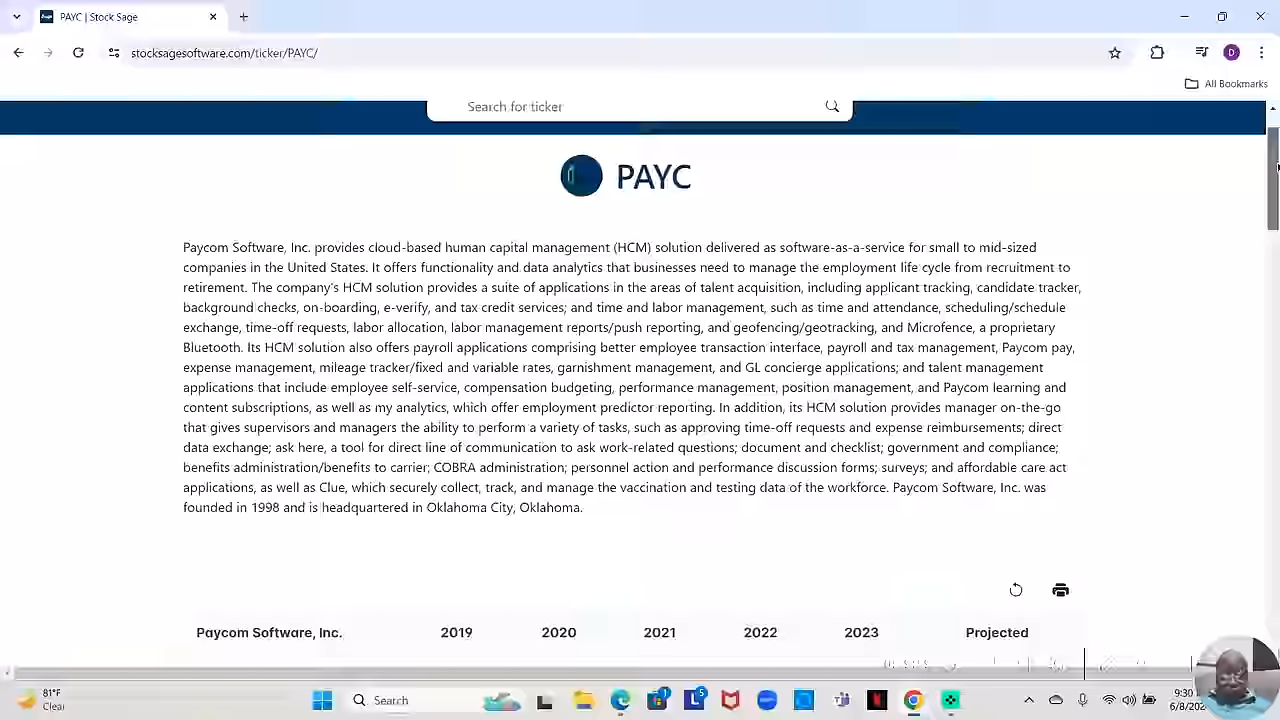 PAYC | Stock Sage
stocksagesoftware.com/ticker/PAYC/
All Bookmarks
Search for ticker
PAYC
Paycom Software, Inc. provides cloud-based human capital management (HCM) solution delivered as software-as-a-service for small to mid-sized
companies in the United States. It offers functionality and data analytics that businesses need to manage the employment life cycle from recruitment to
retirement. The company's HCM solution provides a suite of applications in the areas of talent acquisition, including applicant tracking, candidate tracker,
background checks, on-boarding, e-verify, and tax credit services; and time and labor management, such as time and attendance, scheduling/schedule
exchange, time-off requests, labor allocation, labor management reports/push reporting, and geofencing/geotracking, and Microfence, a proprietary
Bluetooth. Its HCM solution also offers payroll applications comprising better employee transaction interface, payroll and tax management, Paycom pay,
expense management, mileage tracker/fixed and variable rates, garnishment management, and GL concierge applications; and talent management
applications that include employee self-service, compensation budgeting, performance management, position management, and Paycom learning and
content subscriptions, as well as my analytics, which offer employment predictor reporting. In addition, its HCM solution provides manager on-the-go
that gives supervisors and managers the ability to perform a variety of tasks, such as approving time-off requests and expense reimbursements; direct
data exchange; ask here, a tool for direct line of communication to ask work-related questions; document and checklist; government and compliance;
benefits administration/benefits to carrier; COBRA administration; personnel action and performance discussion forms; surveys; and affordable care act
applications, as well as Clue, which securely collect, track, and manage the vaccination and testing data of the workforce. Paycom Software, Inc. was
founded in 1998 and is headquartered in Oklahoma City, Oklahoma.
Paycom Software, Inc. 2019 2020 2021 2022 2023 Projected
81°F
Clear
Search
9:30
6/8/20